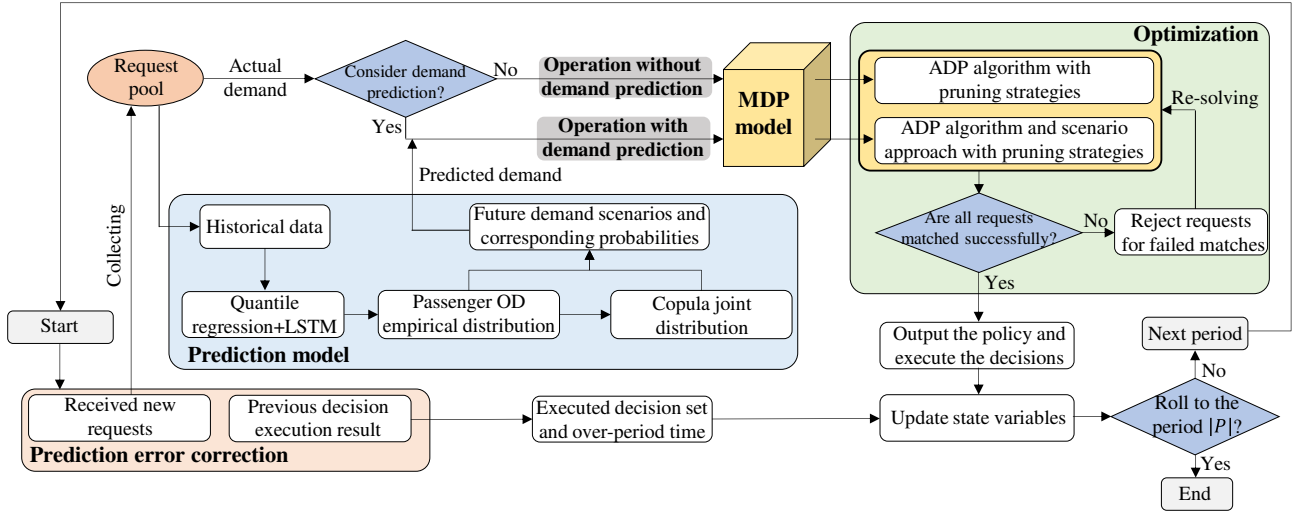 Optimization
Request
pool
Actual
demand
Consider demand
prediction?
No
Yes
Operation without
demand prediction
Operation with
demand prediction
MDP
model
ADP algorithm with
pruning strategies
ADP algorithm and scenario
approach with pruning strategies
Re-solving
Are all requests
matched successfully?
No
Reject requests
for failed matches
Yes
Predicted demand
Collecting
Historical data
Future demand scenarios and
corresponding probabilities
Quantile
regression+LSTM
Passenger OD
empirical distribution
Copula joint
distribution
Prediction model
Start
Output the policy and
execute the decisions
Next period
No
Received new
requests
Previous decision
execution result
Prediction error correction
Executed decision set
and over-period time
Update state variables
Roll to the
period |P|?
Yes
End